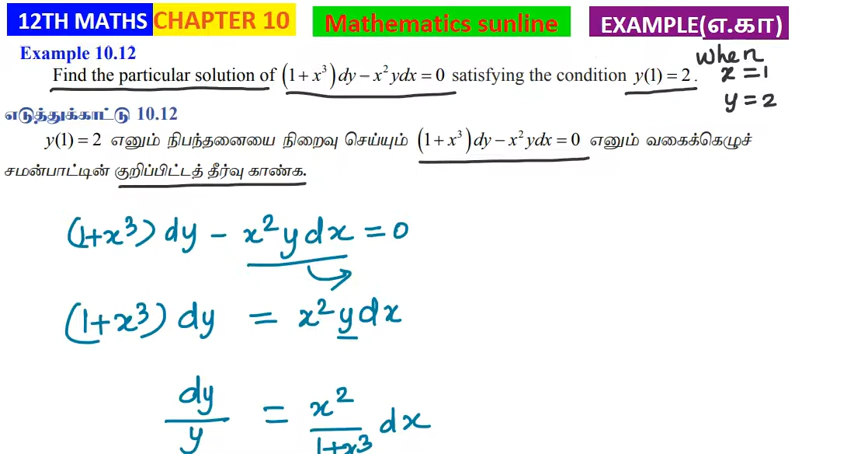 12TH MATHS CHAPTER 10 Mathematics sunline EXAMPLE(எ.கா)
Example 10.12
when
Find the particular solution of (1 + x³)dy − x²ydx = 0 satisfying the condition y(1) = 2. x = 1
y = 2
எடுத்துக்காட்டு 10.12
y(1) = 2 எனும் நிபந்தனையை நிறைவு செய்யும் (1 + x³)dy − x²ydx = 0 எனும் வகைக்கெழுச்
சமன்பாட்டின் குறிப்பிட்டத் தீர்வு காண்க.
(1+x³) dy − x²y dx = 0
(1+x³) dy = x² y dx
dy/y = x²/(1+x³) dx